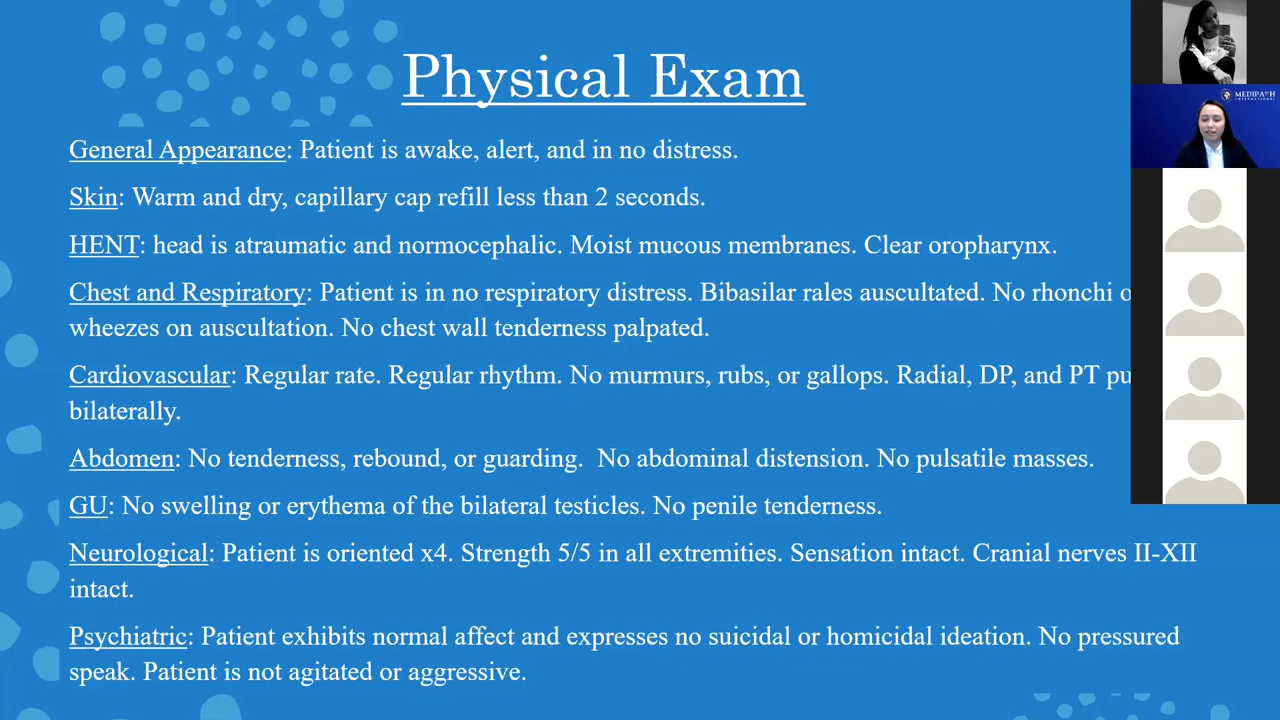 Physical Exam
General Appearance: Patient is awake, alert, and in no distress.
Skin: Warm and dry, capillary cap refill less than 2 seconds.
HENT: head is atraumatic and normocephalic. Moist mucous membranes. Clear oropharynx.
Chest and Respiratory: Patient is in no respiratory distress. Bibasilar rales auscultated. No rhonchi
wheezes on auscultation. No chest wall tenderness palpated.
Cardiovascular: Regular rate. Regular rhythm. No murmurs, rubs, or gallops. Radial, DP, and PT
bilaterally.
Abdomen: No tenderness, rebound, or guarding. No abdominal distension. No pulsatile masses.
GU: No swelling or erythema of the bilateral testicles. No penile tenderness.
Neurological: Patient is oriented x4. Strength 5/5 in all extremities. Sensation intact. Cranial nerves II-XII
intact.
Psychiatric: Patient exhibits normal affect and expresses no suicidal or homicidal ideation. No pressured
speak. Patient is not agitated or aggressive.
MEDIPATH
INTERNATIONAL